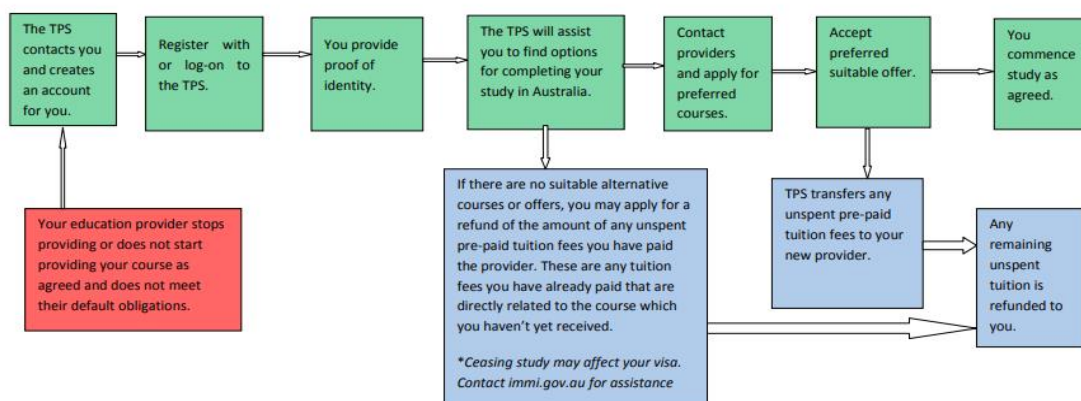 The TPS
contacts you
and creates
an account
for you.
Register with
or log-on to
the TPS.
You provide
proof of
identity.
The TPS will assist
you to find options
for completing your
study in Australia.
Contact
providers
and apply for
preferred
courses.
Accept
preferred
suitable offer.
You
commence
study as
agreed.
Your education provider stops
providing or does not start
providing your course as
agreed and does not meet
their default obligations.
If there are no suitable alternative
courses or offers, you may apply for a
refund of the amount of any unspent
pre-paid tuition fees you have paid
the provider. These are any tuition
fees you have already paid that are
directly related to the course which
you haven't yet received.
*Ceasing study may affect your visa.
Contact immi.gov.au for assistance
TPS transfers any
unspent pre-paid
tuition fees to your
new provider.
Any
remaining
unspent
tuition is
refunded to
you.